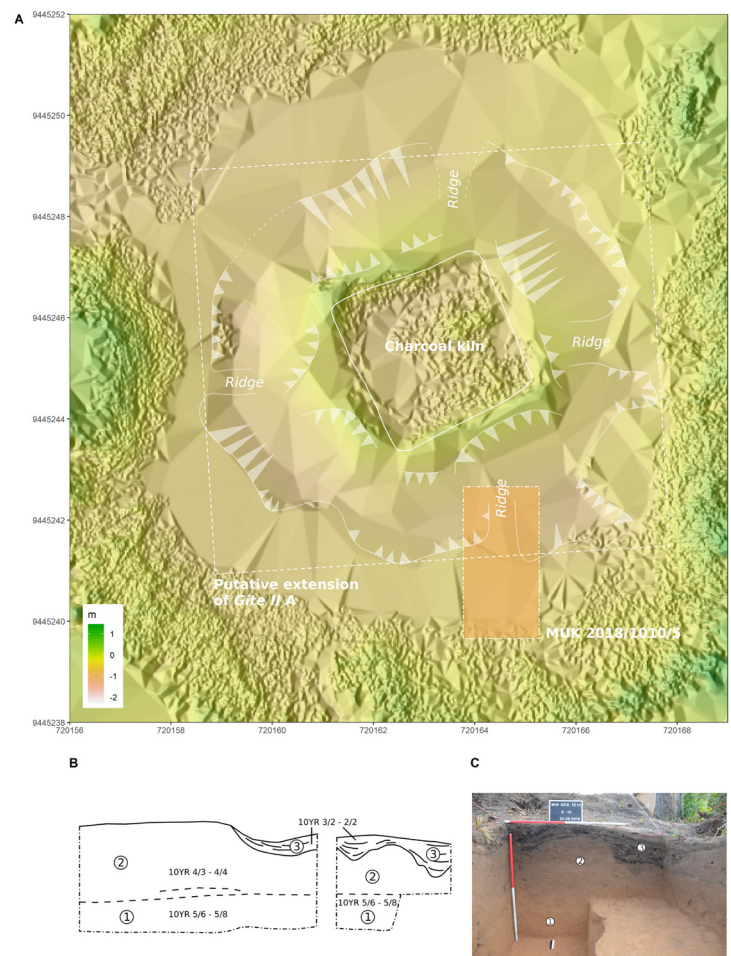 A
9445252
9445250
9445248
9445246
9445244
9445242
9445240
9445238
720156
720158
720160
720162
720164
720166
720168
Ridge
Charcoal kiln
Ridge
Ridge
Ridge
Putative extension
of Gîte II A
MUK 2018/1010/5
m
1
0
-1
-2
B
10YR 3/2 - 2/2
3
3
2
10YR 4/3 - 4/4
2
10YR 5/6 - 5/8
1
10YR 5/6 - 5/8
1
C
3
2
1